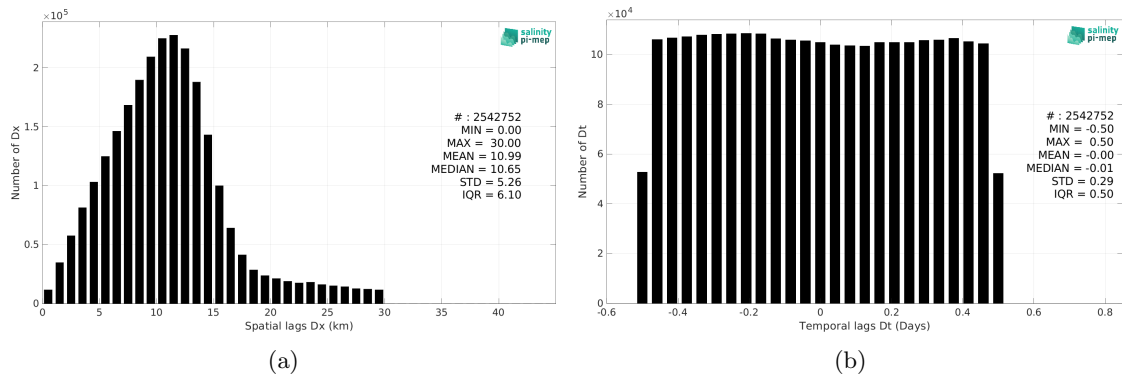 ×10⁵
salinity
pi-mep
2
1.5
1
0.5
0
Number of Dx
# : 2542752
MIN = 0.00
MAX = 30.00
MEAN = 10.99
MEDIAN = 10.65
STD = 5.26
IQR = 6.10
0 5 10 15 20 25 30 35 40
Spatial lags Dx (km)
(a)
×10⁴
salinity
pi-mep
10
8
6
4
2
0
Number of Dt
# : 2542752
MIN = -0.50
MAX = 0.50
MEAN = -0.00
MEDIAN = -0.01
STD = 0.29
IQR = 0.50
-0.6 -0.4 -0.2 0 0.2 0.4 0.6 0.8
Temporal lags Dt (Days)
(b)